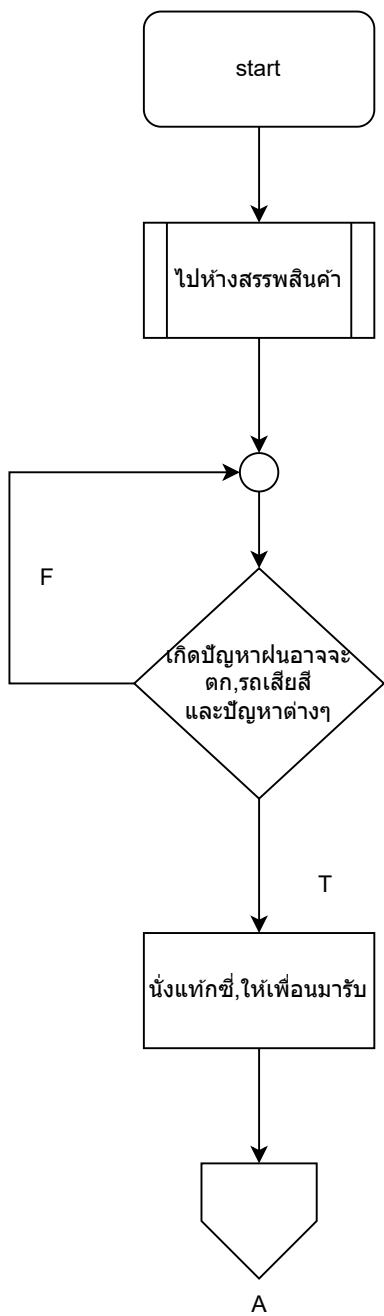 start
ไปห้างสรรพสินค้า
F
เกิดปัญหาฝนอาจจะ
ตก,รถเสียสี
และปัญหาต่างๆ
T
นั่งแท้กซี่,ให้เพื่อนมารับ
A